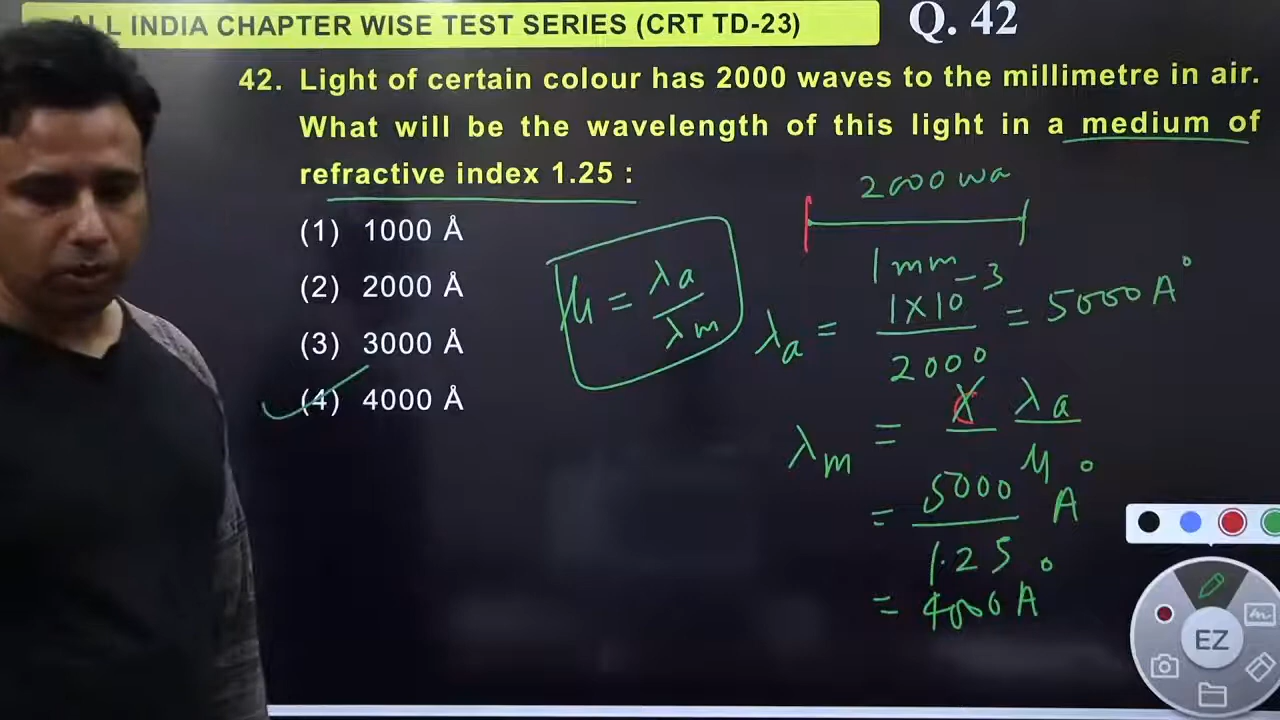 ALL INDIA CHAPTER WISE TEST SERIES (CRT TD-23)
Q. 42
42. Light of certain colour has 2000 waves to the millimetre in air.
What will be the wavelength of this light in a medium of
refractive index 1.25 :
(1) 1000 Å
(2) 2000 Å
(3) 3000 Å
(4) 4000 Å
μ = λa / λm
2000 wa
1 mm
λa = 1×10⁻³ / 2000 = 5000 A°
λm = λa / μ
= 5000 / 1.25 A°
= 4000 A°
EZ